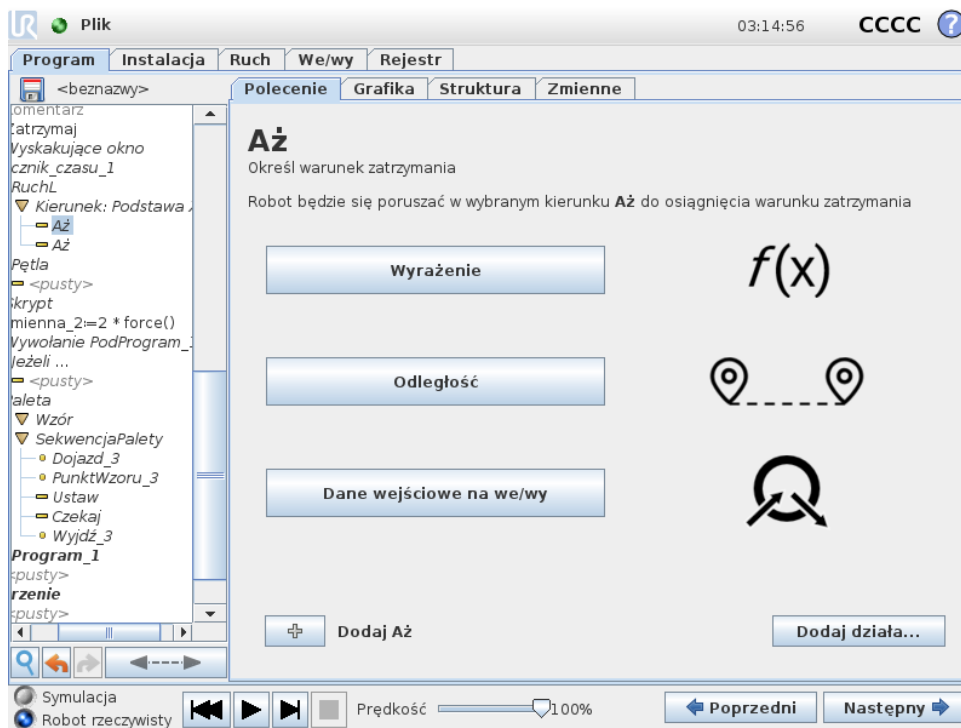 UR Plik 03:14:56 CCCC ?
Program Instalacja Ruch We/wy Rejestr
<beznazwy>
Polecenie Grafika Struktura Zmienne
Komentarz
Zatrzymaj
Wyskakujące okno
cznik_czasu_1
RuchL
Kierunek: Podstawa
Aż
Aż
Pętla
<pusty>
Skrypt
mienna_2:=2 * force()
Wywołanie PodProgram_
Jeżeli ...
<pusty>
Paleta
Wzór
SekwencjaPalety
Dojazd_3
PunktWzoru_3
Ustaw
Czekaj
Wyjdź_3
Program_1
<pusty>
rzenie
<pusty>
Aż
Określ warunek zatrzymania
Robot będzie się poruszać w wybranym kierunku Aż do osiągnięcia warunku zatrzymania
Wyrażenie f(x)
Odległość
Dane wejściowe na we/wy
Dodaj Aż Dodaj działa...
Symulacja
Robot rzeczywisty
Prędkość 100%
Poprzedni Następny